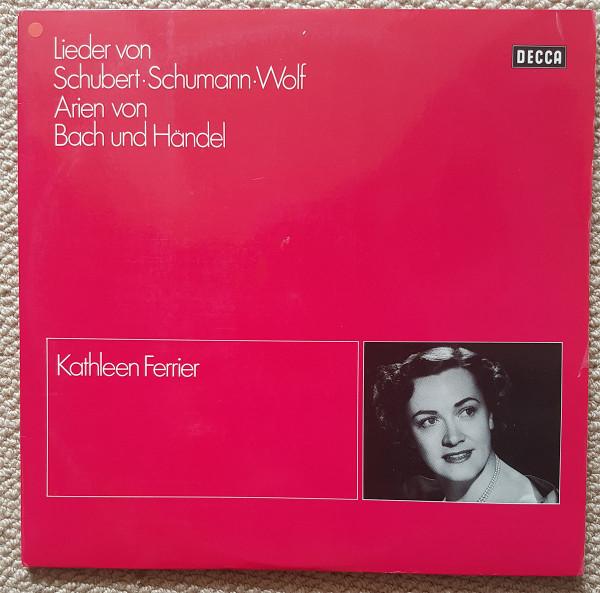 Lieder von
Schubert·Schumann·Wolf
Arien von
Bach und Händel
DECCA
Kathleen Ferrier